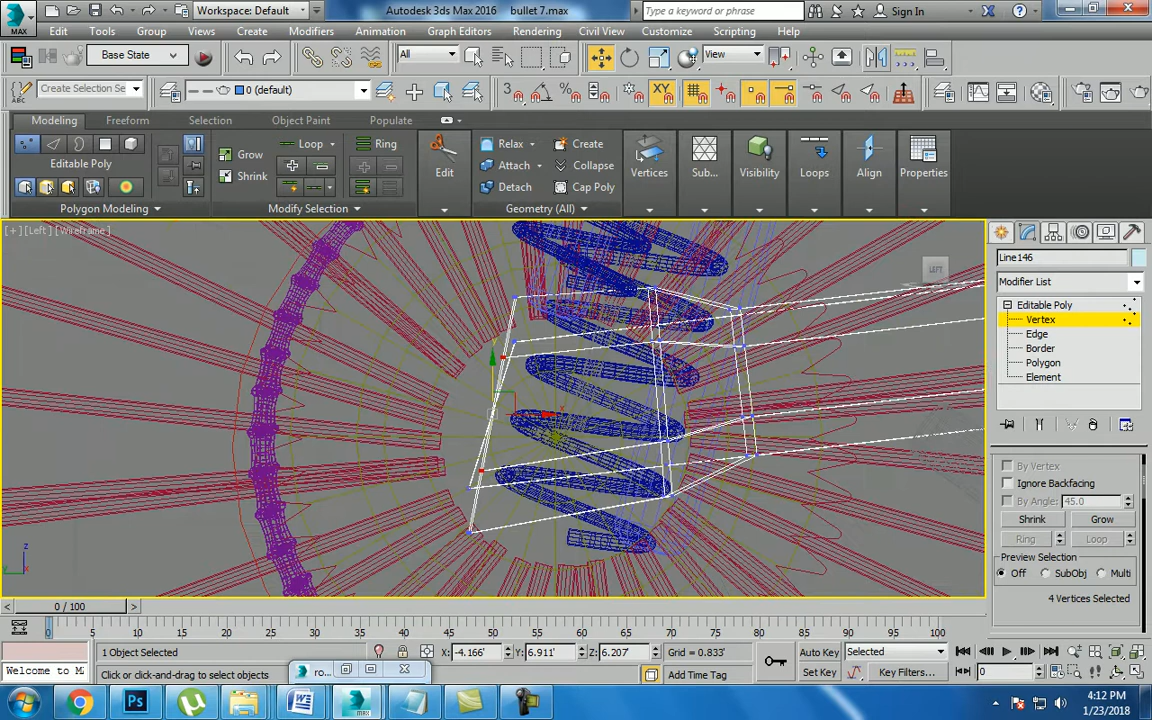 MAX
Workspace: Default
Autodesk 3ds Max 2016 bullet 7.max
Type a keyword or phrase
Sign In
Edit Tools Group Views Create Modifiers Animation Graph Editors Rendering Civil View Customize Scripting Help
Base State
All
View
Create Selection Se
0 (default)
3
XY
Modeling Freeform Selection Object Paint Populate
Editable Poly
Polygon Modeling
Grow
Shrink
Loop
Ring
Modify Selection
Edit
Relax
Attach
Detach
Create
Collapse
Cap Poly
Geometry (All)
Vertices
Sub...
Visibility
Loops
Align
Properties
[+] [Left] [Wireframe]
Line146
Modifier List
Editable Poly
Vertex
Edge
Border
Polygon
Element
By Vertex
Ignore Backfacing
By Angle: 45.0
Shrink Grow
Ring Loop
Preview Selection
Off SubObj Multi
4 Vertices Selected
z
y
x
0 / 100
0 5 10 15 20 25 30 35 40 45 50 55 60 65 70 75 80 85 90 95 100
1 Object Selected
X: -4.166' Y: 6.911' Z: 6.207' Grid = 0.833'
Auto Key Selected
Welcome to M
Click or click-and-drag to select objects
ro...
Add Time Tag
Set Key Key Filters...
0
4:12 PM
1/23/2018